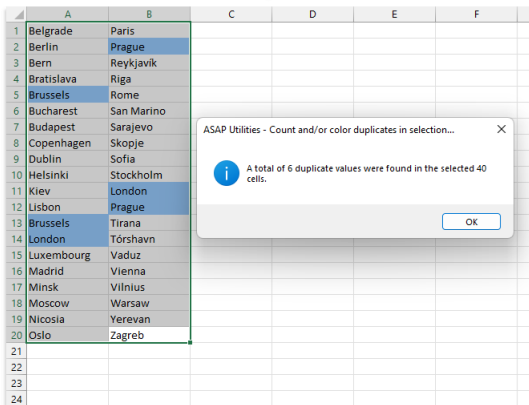 A B C D E F
1 Belgrade Paris
2 Berlin Prague
3 Bern Reykjavík
4 Bratislava Riga
5 Brussels Rome
6 Bucharest San Marino
7 Budapest Sarajevo
8 Copenhagen Skopje
9 Dublin Sofia
10 Helsinki Stockholm
11 Kiev London
12 Lisbon Prague
13 Brussels Tirana
14 London Tórshavn
15 Luxembourg Vaduz
16 Madrid Vienna
17 Minsk Vilnius
18 Moscow Warsaw
19 Nicosia Yerevan
20 Oslo Zagreb
21
22
23
24
ASAP Utilities - Count and/or color duplicates in selection...
A total of 6 duplicate values were found in the selected 40
cells.
OK